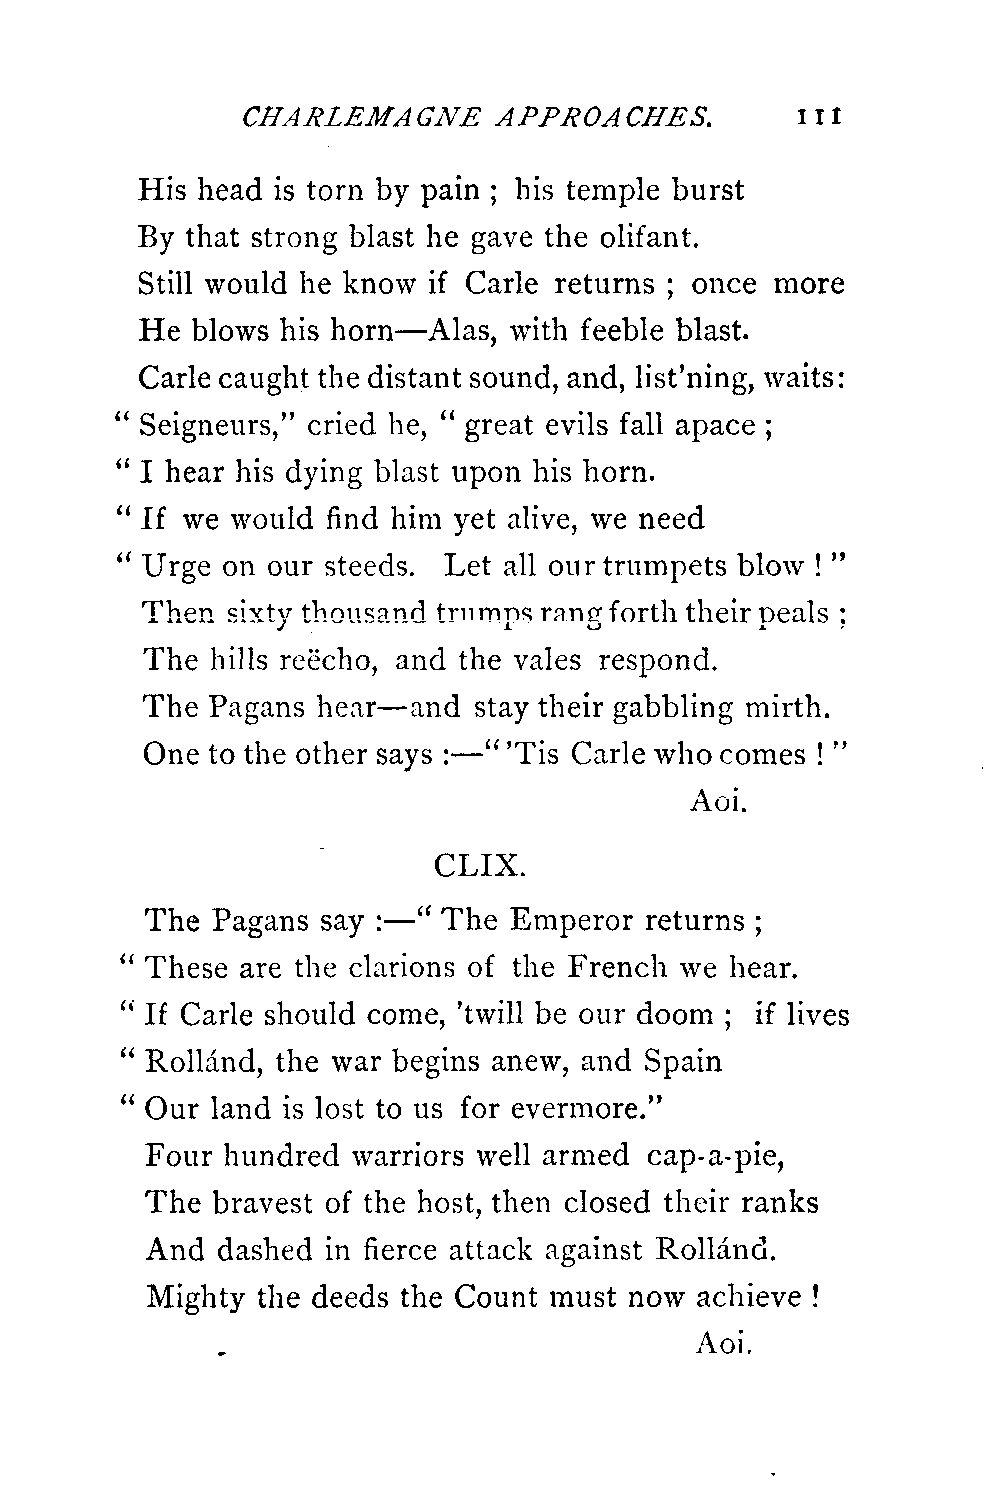 CHARLEMAGNE APPROACHES. 111
His head is torn by pain ; his temple burst
By that strong blast he gave the olifant.
Still would he know if Carle returns ; once more
He blows his horn—Alas, with feeble blast.
Carle caught the distant sound, and, list'ning, waits:
“ Seigneurs,” cried he, “ great evils fall apace ;
“ I hear his dying blast upon his horn.
“ If we would find him yet alive, we need
“ Urge on our steeds. Let all our trumpets blow ! ”
Then sixty thousand trumps rang forth their peals ;
The hills reëcho, and the vales respond.
The Pagans hear—and stay their gabbling mirth.
One to the other says :—“ ’Tis Carle who comes ! ”
Aoi.
CLIX.
The Pagans say :—“ The Emperor returns ;
“ These are the clarions of the French we hear.
“ If Carle should come, ’twill be our doom ; if lives
“ Rollánd, the war begins anew, and Spain
“ Our land is lost to us for evermore.”
Four hundred warriors well armed cap-a-pie,
The bravest of the host, then closed their ranks
And dashed in fierce attack against Rollánd.
Mighty the deeds the Count must now achieve !
Aoi.